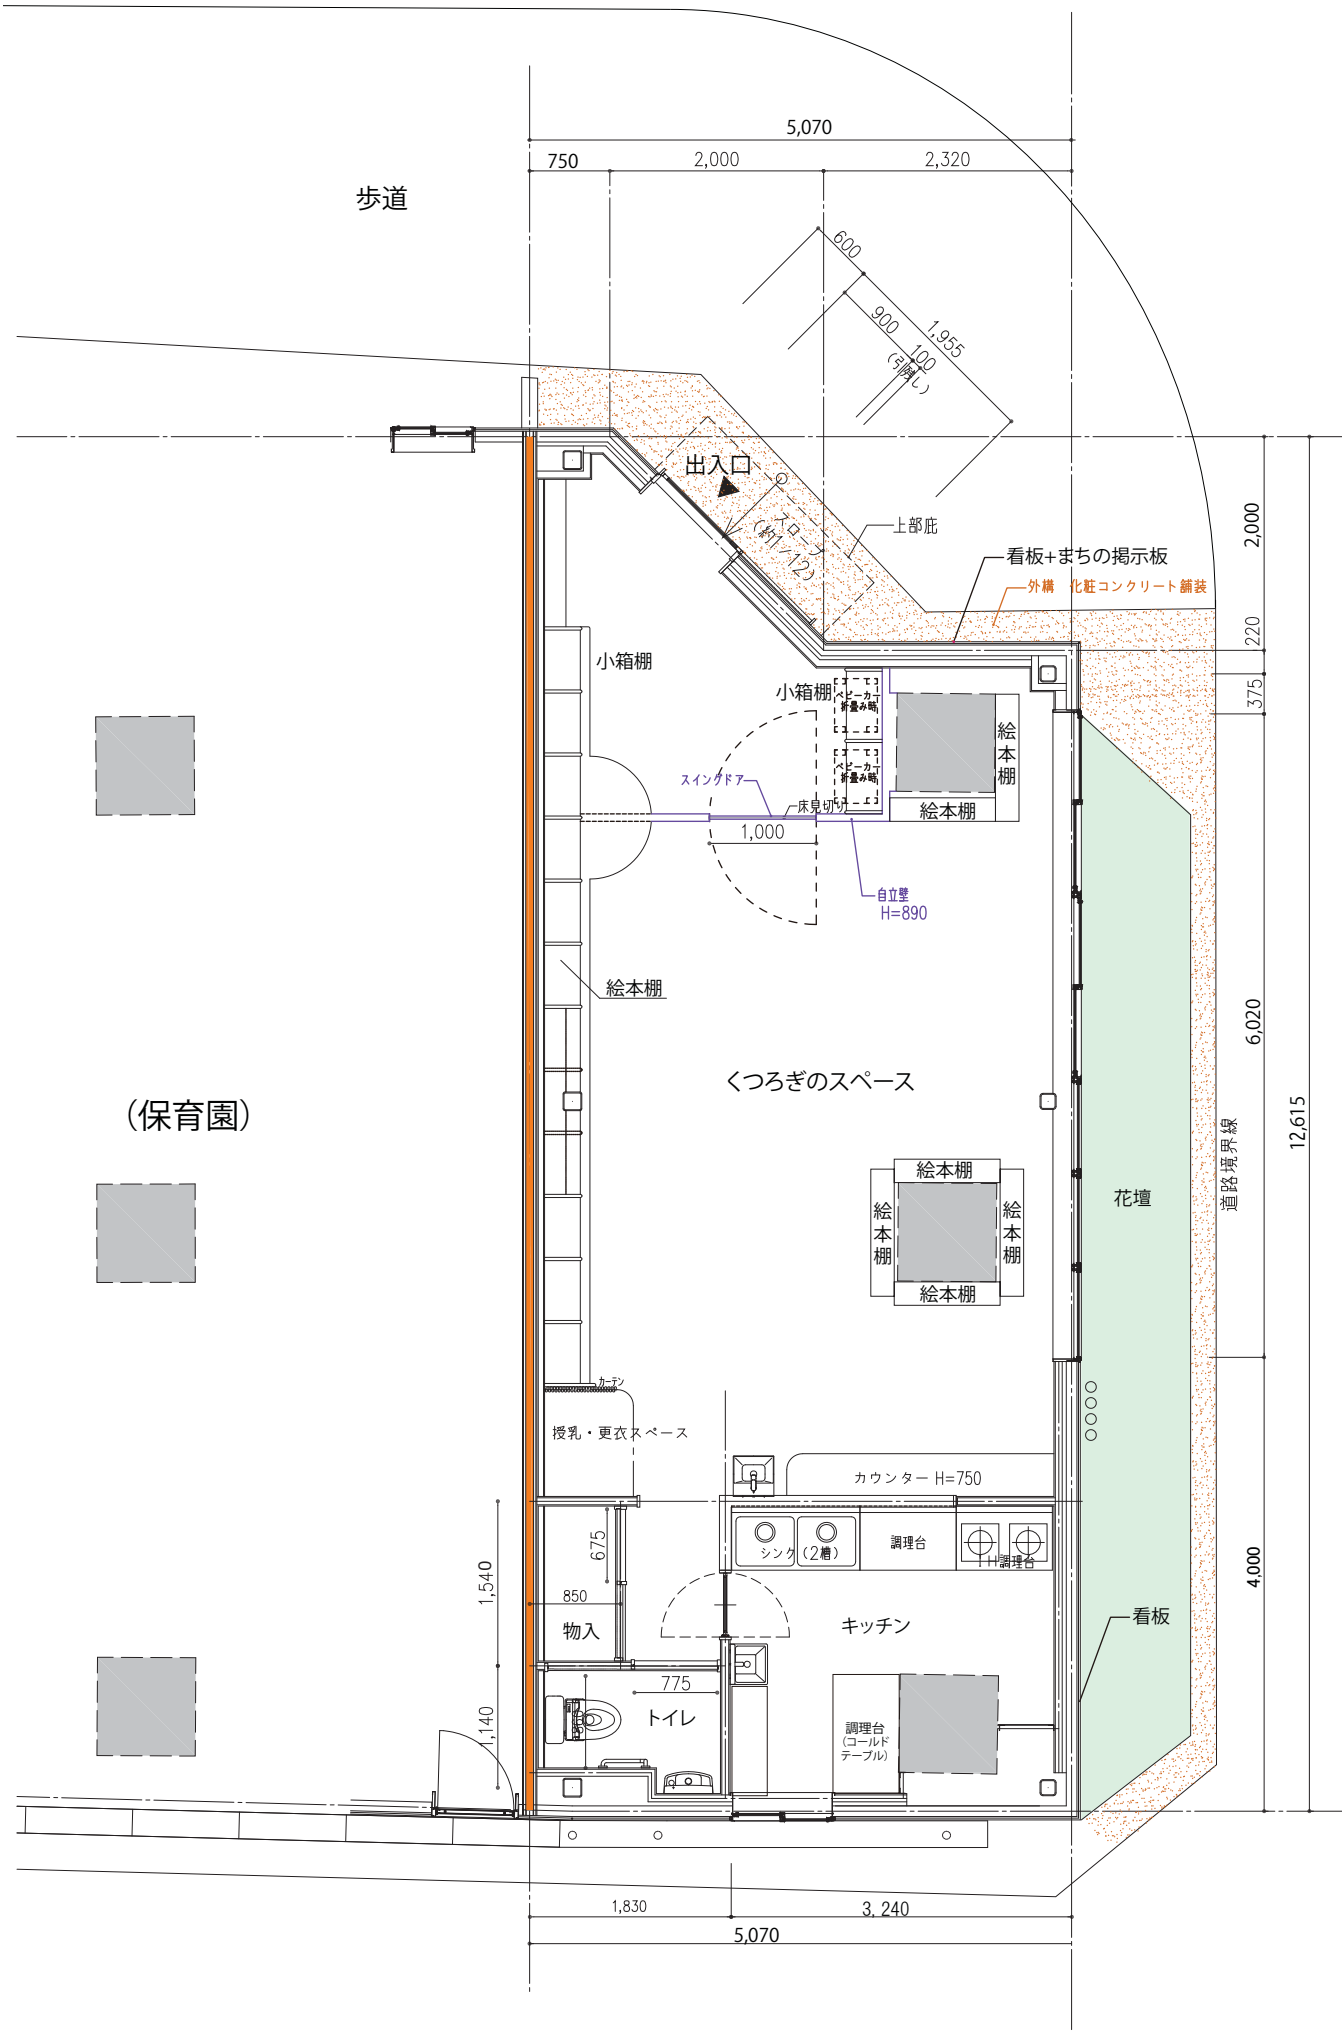 5,070
750
2,000
2,320
歩道
600
1,955
900
100
(引残し)
出入口
スロープ
(約1/12)
上部庇
看板+まちの掲示板
外構 化粧コンクリート舗装
2,000
220
375
小箱棚
小箱棚
ベビーカー
折畳み時
ベビーカー
折畳み時
絵本棚
絵本棚
スイングドア
床見切り
1,000
自立壁
H=890
絵本棚
くつろぎのスペース
(保育園)
6,020
12,615
道路境界線
花壇
絵本棚
絵本棚
絵本棚
絵本棚
カーテン
授乳・更衣スペース
カウンター H=750
シンク(2槽)
調理台
IH調理台
675
1,540
850
物入
キッチン
4,000
看板
775
トイレ
1,140
調理台
(コールド
テーブル)
1,830
3,240
5,070